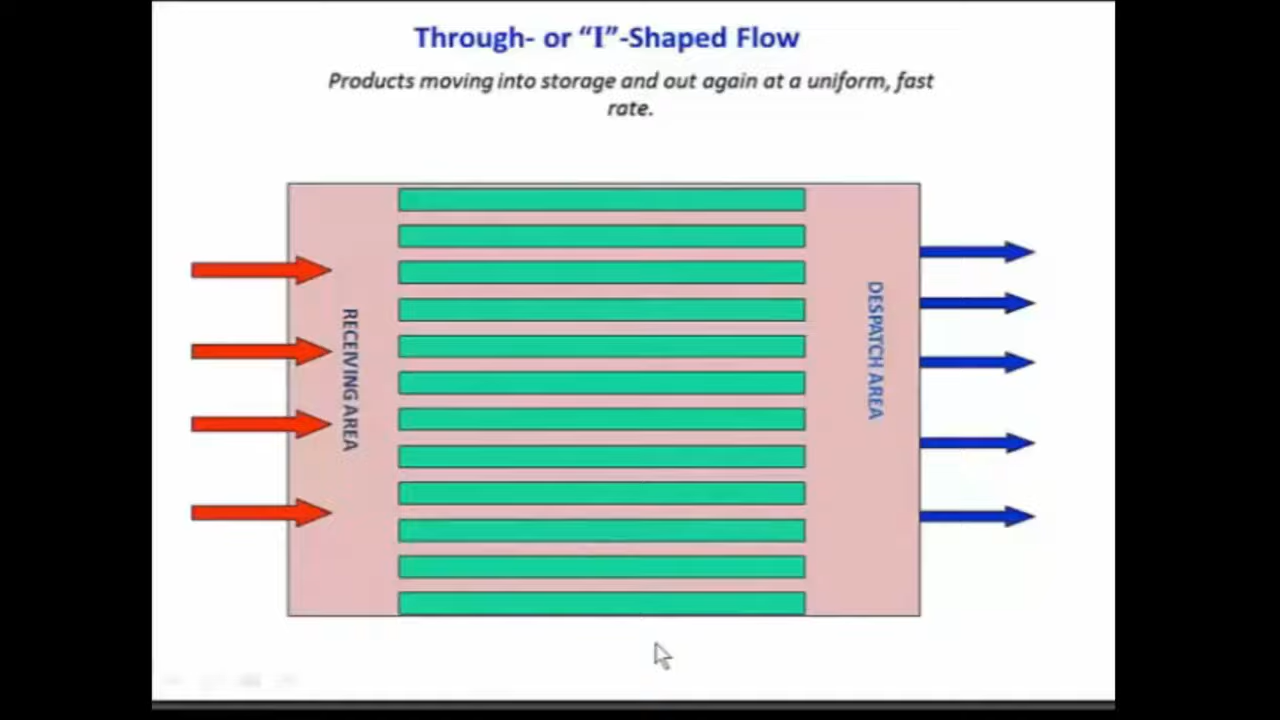 Through- or “I”-Shaped Flow
Products moving into storage and out again at a uniform, fast
rate.
RECEIVING AREA
DESPATCH AREA